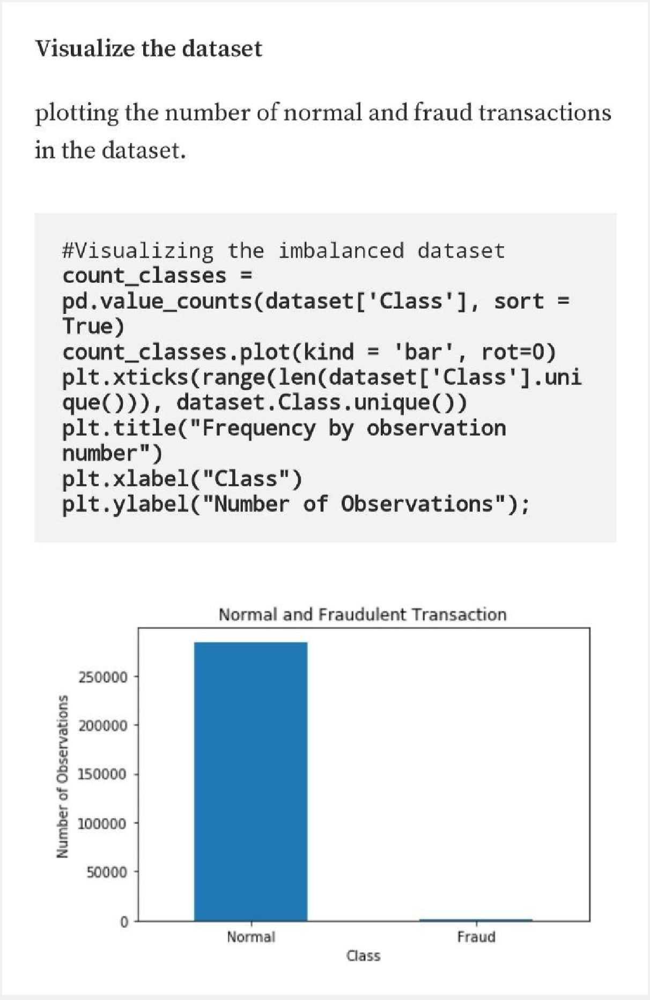 Visualize the dataset
plotting the number of normal and fraud transactions
in the dataset.
#Visualizing the imbalanced dataset
count_classes =
pd.value_counts(dataset['Class'], sort =
True)
count_classes.plot(kind = 'bar', rot=0)
plt.xticks(range(len(dataset['Class'].uni
que())), dataset.Class.unique())
plt.title("Frequency by observation
number")
plt.xlabel("Class")
plt.ylabel("Number of Observations");
Normal and Fraudulent Transaction
Number of Observations
250000
200000
150000
100000
50000
0
Normal Fraud
Class